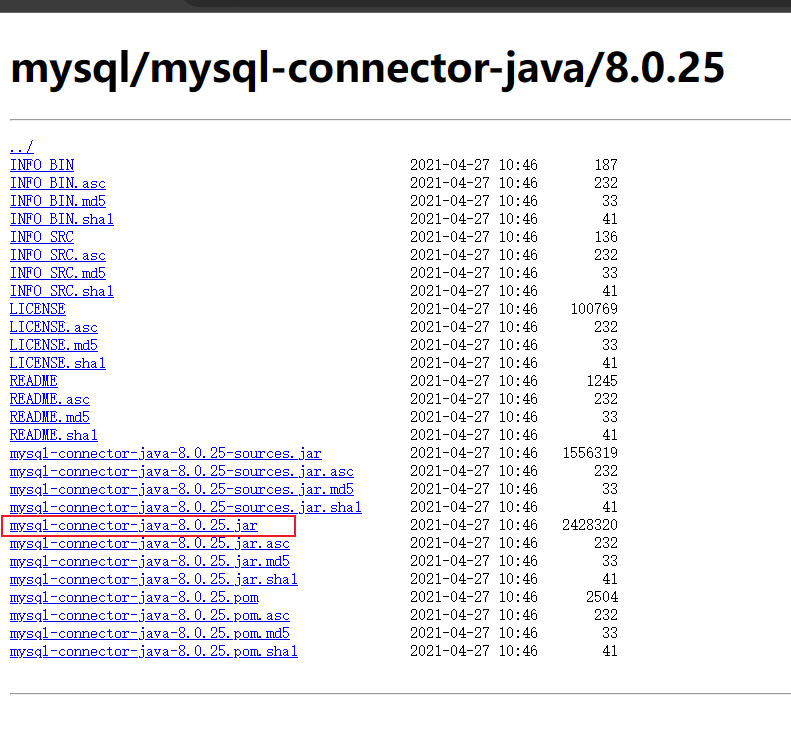 mysql/mysql-connector-java/8.0.25
../
INFO_BIN 2021-04-27 10:46 187
INFO_BIN.asc 2021-04-27 10:46 232
INFO_BIN.md5 2021-04-27 10:46 33
INFO_BIN.sha1 2021-04-27 10:46 41
INFO_SRC 2021-04-27 10:46 136
INFO_SRC.asc 2021-04-27 10:46 232
INFO_SRC.md5 2021-04-27 10:46 33
INFO_SRC.sha1 2021-04-27 10:46 41
LICENSE 2021-04-27 10:46 100769
LICENSE.asc 2021-04-27 10:46 232
LICENSE.md5 2021-04-27 10:46 33
LICENSE.sha1 2021-04-27 10:46 41
README 2021-04-27 10:46 1245
README.asc 2021-04-27 10:46 232
README.md5 2021-04-27 10:46 33
README.sha1 2021-04-27 10:46 41
mysql-connector-java-8.0.25-sources.jar 2021-04-27 10:46 1556319
mysql-connector-java-8.0.25-sources.jar.asc 2021-04-27 10:46 232
mysql-connector-java-8.0.25-sources.jar.md5 2021-04-27 10:46 33
mysql-connector-java-8.0.25-sources.jar.sha1 2021-04-27 10:46 41
mysql-connector-java-8.0.25.jar 2021-04-27 10:46 2428320
mysql-connector-java-8.0.25.jar.asc 2021-04-27 10:46 232
mysql-connector-java-8.0.25.jar.md5 2021-04-27 10:46 33
mysql-connector-java-8.0.25.jar.sha1 2021-04-27 10:46 41
mysql-connector-java-8.0.25.pom 2021-04-27 10:46 2504
mysql-connector-java-8.0.25.pom.asc 2021-04-27 10:46 232
mysql-connector-java-8.0.25.pom.md5 2021-04-27 10:46 33
mysql-connector-java-8.0.25.pom.sha1 2021-04-27 10:46 41